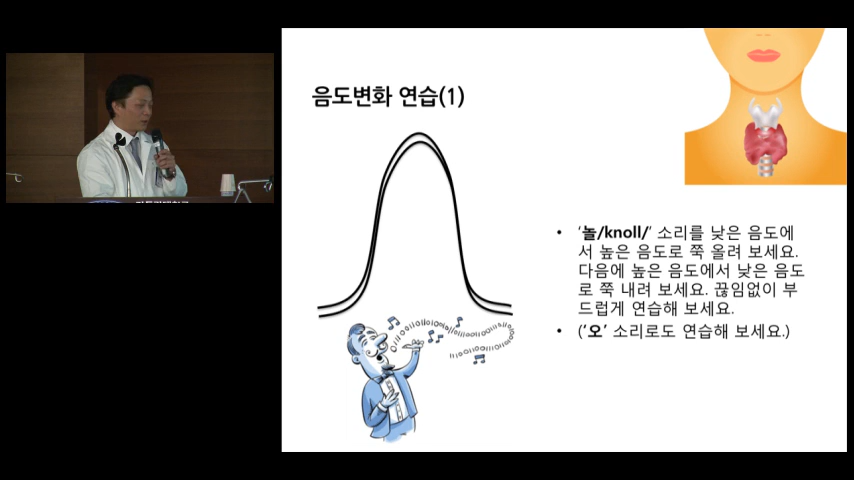 음도변화 연습(1)
• ‘놀/knoll/’ 소리를 낮은 음도에
서 높은 음도로 쭉 올려 보세요.
다음에 높은 음도에서 낮은 음도
로 쭉 내려 보세요. 끊임없이 부
드럽게 연습해 보세요.
• (‘오’ 소리로도 연습해 보세요.)